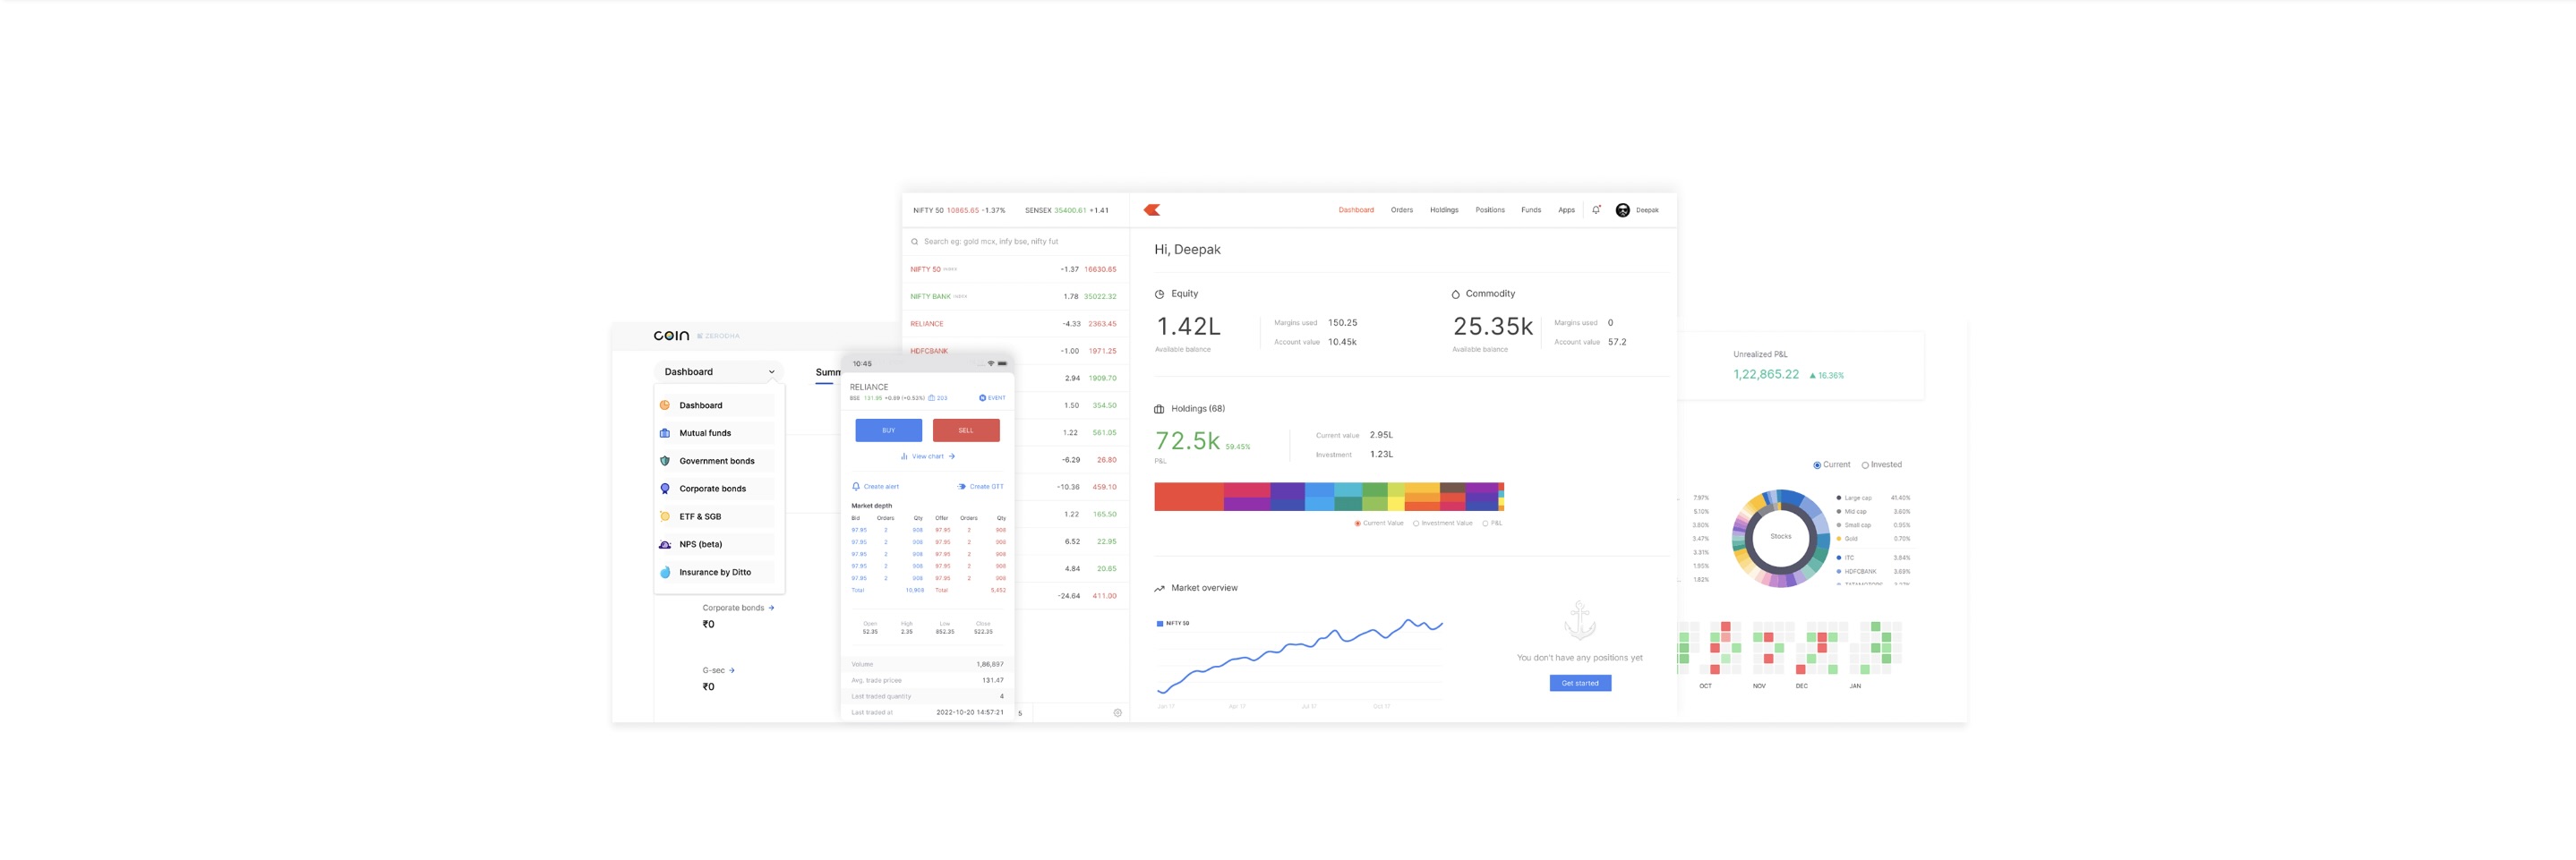 NIFTY 50 10865.65 -1.37% SENSEX 35400.61 +1.41
Dashboard Orders Holdings Positions Funds Apps Deepak
Search eg: gold mcx, infy bse, nifty fut
NIFTY 50 INDEX -1.37 16630.65
NIFTY BANK INDEX 1.78 35022.32
RELIANCE -4.33 2363.45
HDFCBANK -1.00 1971.25
2.94 1909.70
1.50 354.50
1.22 561.05
-6.29 26.80
-10.36 459.10
1.22 165.50
6.52 22.95
4.84 20.65
-24.64 411.00
5
Hi, Deepak
Equity
1.42L
Available balance
Margins used 150.25
Account value 10.45k
Commodity
25.35k
Available balance
Margins used 0
Account value 57.2
Holdings (68)
72.5k 59.45%
P&L
Current value 2.95L
Investment 1.23L
Current Value Investment Value P&L
Market overview
NIFTY 50
Jan 17 Apr 17 Jul 17 Oct 17
You don't have any positions yet
Get started
COIN BY ZERODHA
Dashboard
Summ
Dashboard
Mutual funds
Government bonds
Corporate bonds
ETF & SGB
NPS (beta)
Insurance by Ditto
Corporate bonds
₹0
G-sec
₹0
10:45
RELIANCE
BSE 131.95 +0.69 (+0.53%) 203 EVENT
BUY SELL
View chart
Create alert Create GTT
Market depth
Bid Orders Qty Offer Orders Qty
97.95 2 908 97.95 2 908
97.95 2 908 97.95 2 908
97.95 2 908 97.95 2 908
97.95 2 908 97.95 2 908
97.95 2 908 97.95 2 908
Total 10,908 Total 5,452
Open High Low Close
52.35 2.35 852.35 522.35
Volume 1,86,897
Avg. trade pricee 131.47
Last traded quantity 4
Last traded at 2022-10-20 14:57:21
Unrealized P&L
1,22,865.22 16.36%
Current Invested
7.97%
5.10%
3.80%
3.47%
3.31%
1.95%
1.82%
Stocks
Large cap 41.40%
Mid cap 3.60%
Small cap 0.95%
Gold 0.70%
ITC 3.84%
HDFCBANK 3.69%
OCT NOV DEC JAN